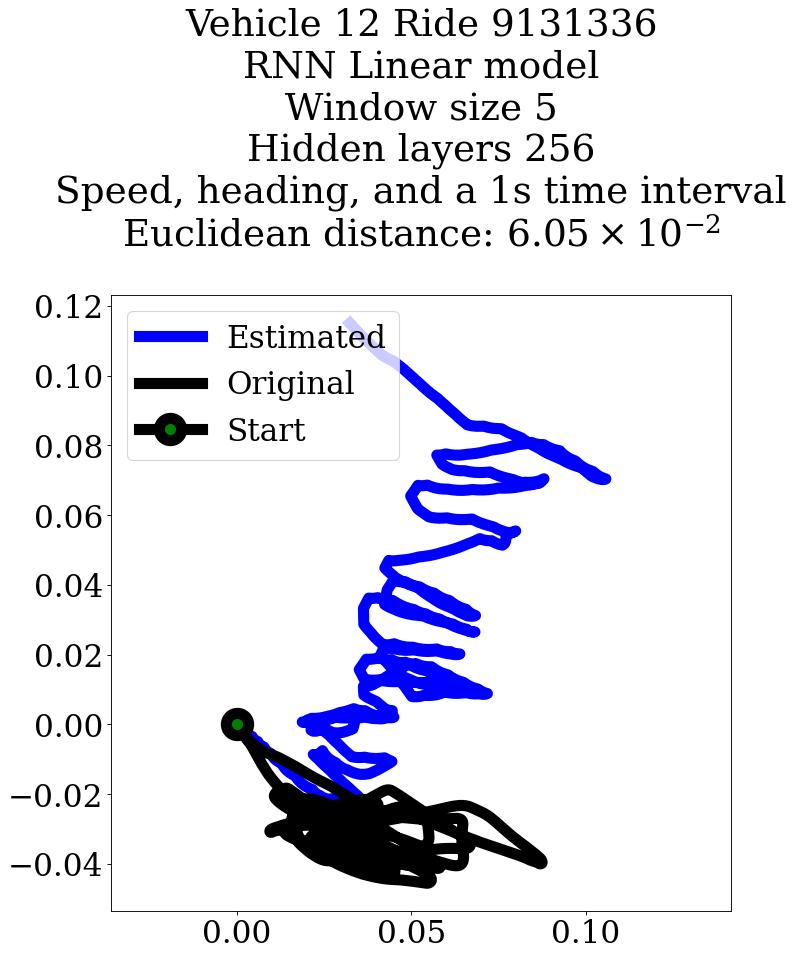 Vehicle 12 Ride 9131336
RNN Linear model
Window size 5
Hidden layers 256
Speed, heading, and a 1s time interval
Euclidean distance: 6.05 × 10⁻²
Estimated
Original
Start
0.12
0.10
0.08
0.06
0.04
0.02
0.00
−0.02
−0.04
0.00 0.05 0.10